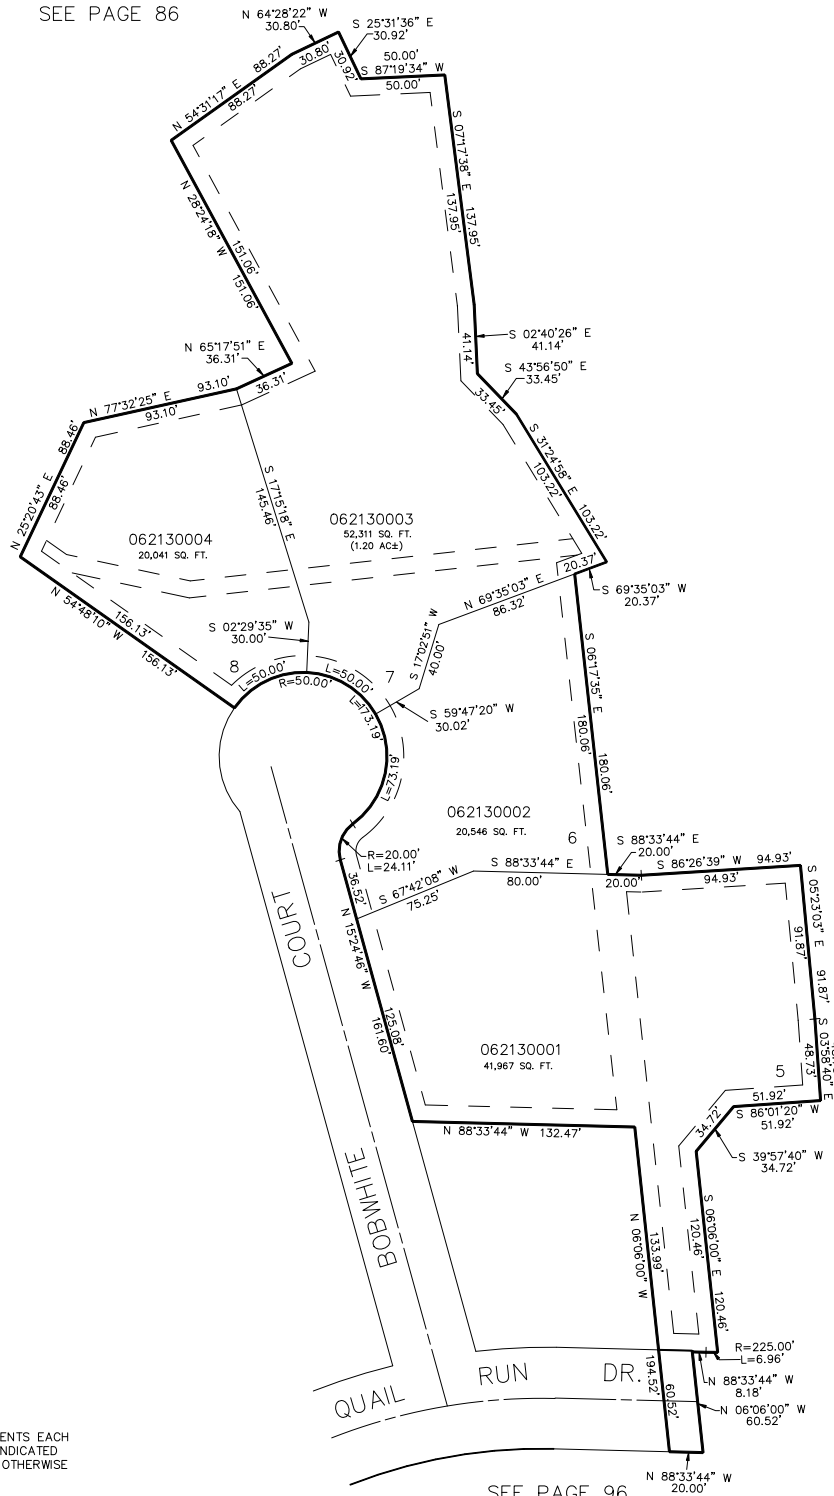 SEE PAGE 86
N 64°28'22" W
30.80'
S 25°31'36" E
30.92'
50.00'
S 87°19'34" W
50.00'
30.80'
30.92'
88.27'
N 54°31'17" E
88.27'
S 07°17'38" E 137.95'
137.95'
N 28°24'18" W 151.06'
151.06'
S 02°40'26" E
41.14'
41.14'
N 65°17'51" E
36.31'
36.31'
S 43°56'50" E
33.45'
33.45'
N 77°32'25" E 93.10'
93.10'
S 31°24'58" E 103.22'
103.22'
N 25°20'43" E 88.46'
88.46'
S 17°15'18" E
145.46'
062130003
52,311 SQ. FT.
(1.20 AC±)
062130004
20,041 SQ. FT.
20.37'
S 69°35'03" W
20.37'
N 69°35'03" E
86.32'
N 54°48'10" W 156.13'
156.13'
S 02°29'35" W
30.00'
S 17°02'51" W
40.00'
S 06°17'35" E 180.06'
180.06'
8
7
L=50.00'
R=50.00'
L=50.00'
L=173.19'
S 59°47'20" W
30.02'
L=73.19'
062130002
20,546 SQ. FT.
6
R=20.00'
L=24.11'
S 88°33'44" E
20.00'
S 88°33'44" E
80.00'
20.00'
S 86°26'39" W 94.93'
94.93'
S 67°42'08" W
75.25'
36.52'
N 15°24'46" W 161.60'
125.08'
S 05°23'03" E 91.87'
91.87'
COURT
062130001
41,967 SQ. FT.
S 03°58'40" E
48.73'
5
51.92'
S 86°01'20" W
51.92'
34.72'
S 39°57'40" W
34.72'
N 88°33'44" W 132.47'
BOBWHITE
S 06°06'00" E 120.46'
120.46'
N 06°06'00" W 194.52'
133.99'
R=225.00'
L=6.96'
N 88°33'44" W
8.18'
60.52'
N 06°06'00" W
60.52'
QUAIL RUN DR.
ENTS EACH
NDICATED
OTHERWISE
N 88°33'44" W
20.00'
SEE PAGE 96